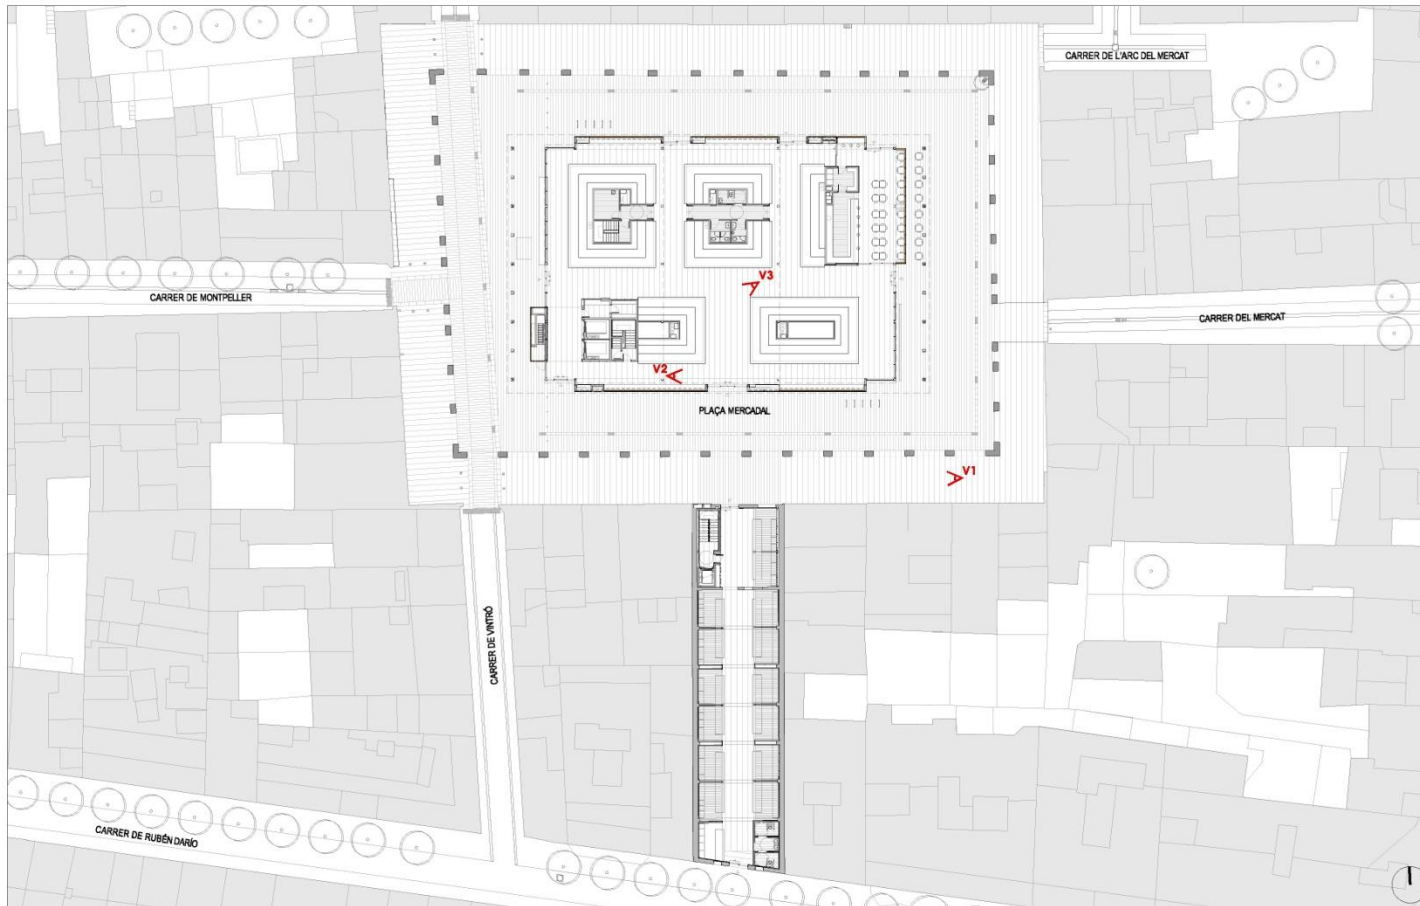 CARRER DE L'ARC DEL MERCAT
V3
CARRER DE MONTPELLER
CARRER DEL MERCAT
V2
PLAÇA MERCADAL
V1
CARRER DE VINTRÓ
CARRER DE RUBÉN DARÍO